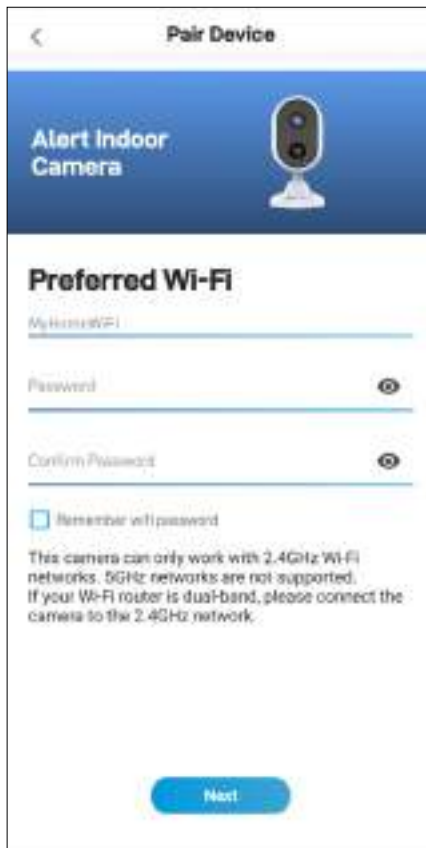 Pair Device
Alert Indoor
Camera
Preferred Wi-Fi
MyHomeWiFi
Password
Confirm Password
Remember wifi password
This camera can only work with 2.4GHz Wi-Fi
networks. 5GHz networks are not supported.
If your Wi-Fi router is dual-band, please connect the
camera to the 2.4GHz network.
Next